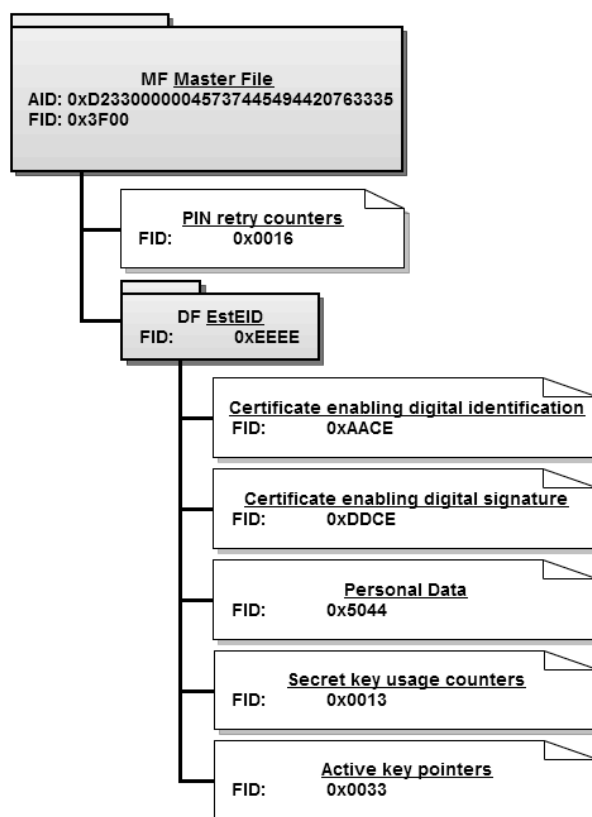 MF Master File
AID: 0xD23300000045737445494420763335
FID: 0x3F00
PIN retry counters
FID: 0x0016
DF EstEID
FID: 0xEEEE
Certificate enabling digital identification
FID: 0xAACE
Certificate enabling digital signature
FID: 0xDDCE
Personal Data
FID: 0x5044
Secret key usage counters
FID: 0x0013
Active key pointers
FID: 0x0033